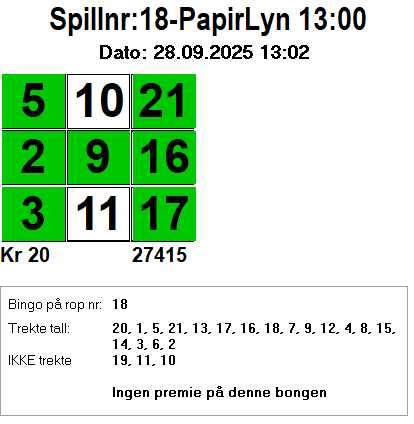 Spillnr:18-PapirLyn 13:00
Dato: 28.09.2025 13:02
5 10 21
2 9 16
3 11 17
Kr 20 27415
Bingo på rop nr: 18
Trekte tall: 20, 1, 5, 21, 13, 17, 16, 18, 7, 9, 12, 4, 8, 15,
14, 3, 6, 2
IKKE trekte 19, 11, 10
Ingen premie på denne bongen